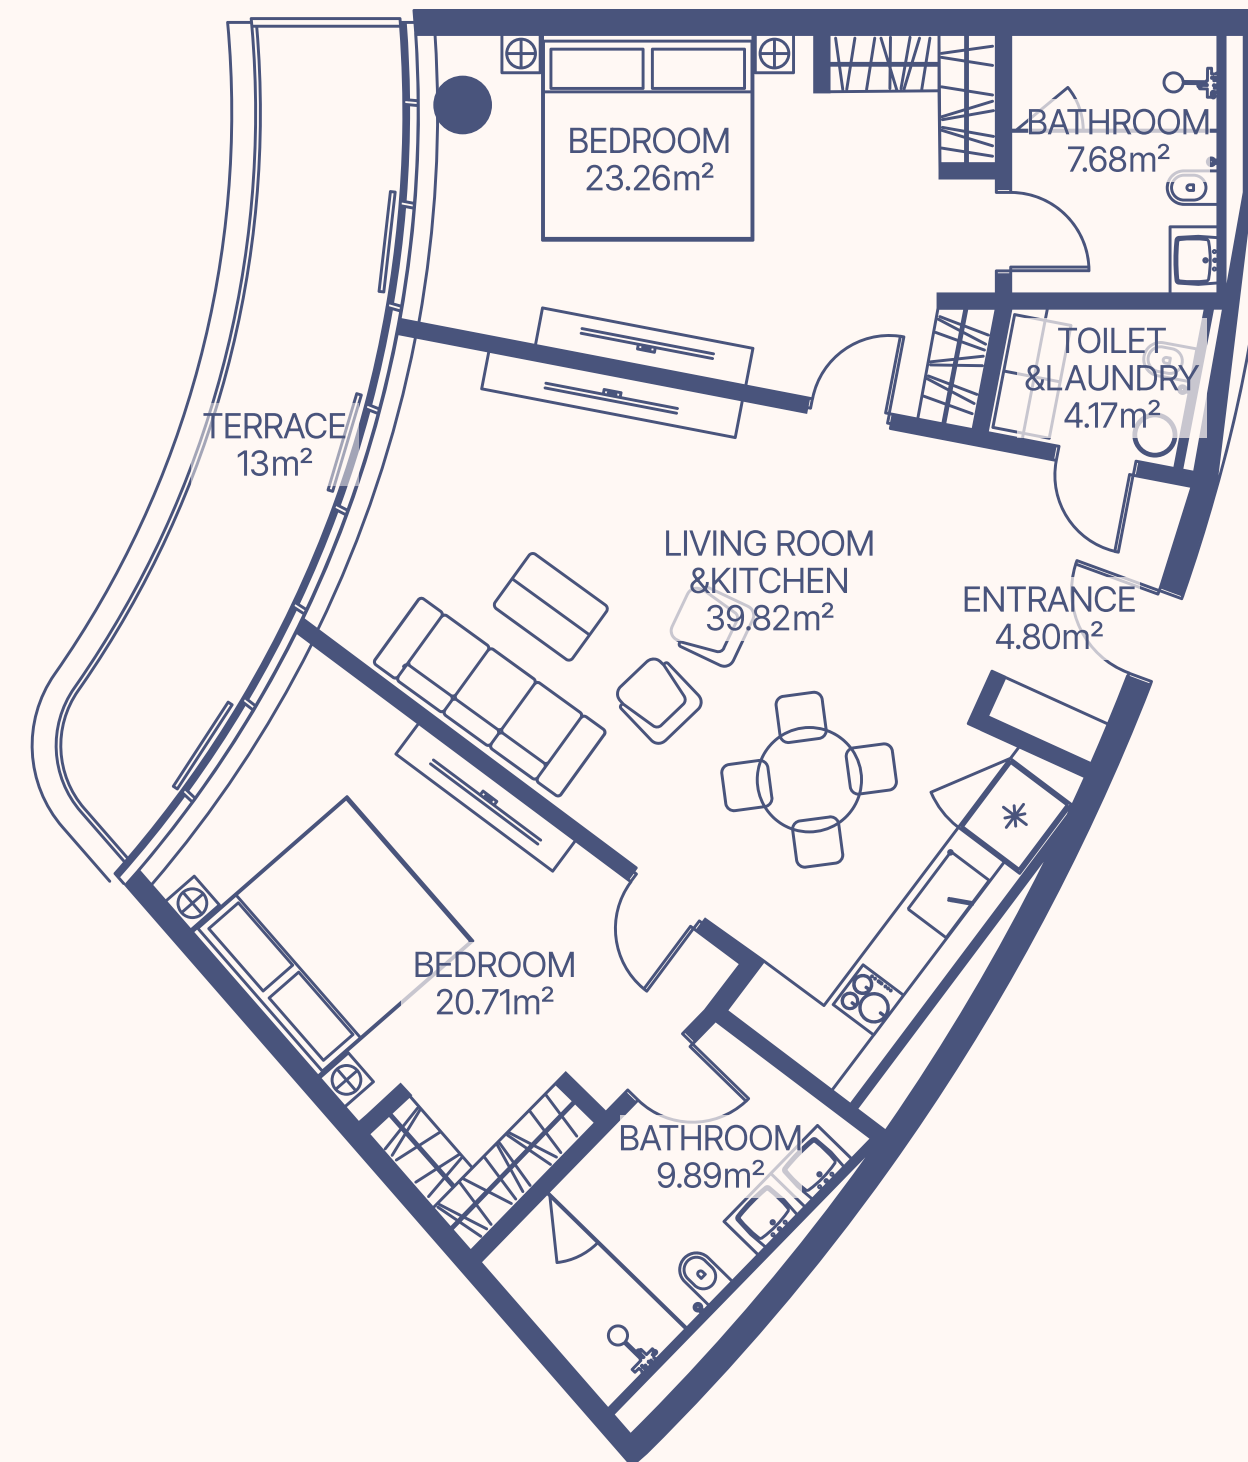 BEDROOM
23.26m²
BATHROOM
7.68m²
TOILET
&LAUNDRY
4.17m²
TERRACE
13m²
LIVING ROOM
&KITCHEN
39.82m²
ENTRANCE
4.80m²
BEDROOM
20.71m²
BATHROOM
9.89m²